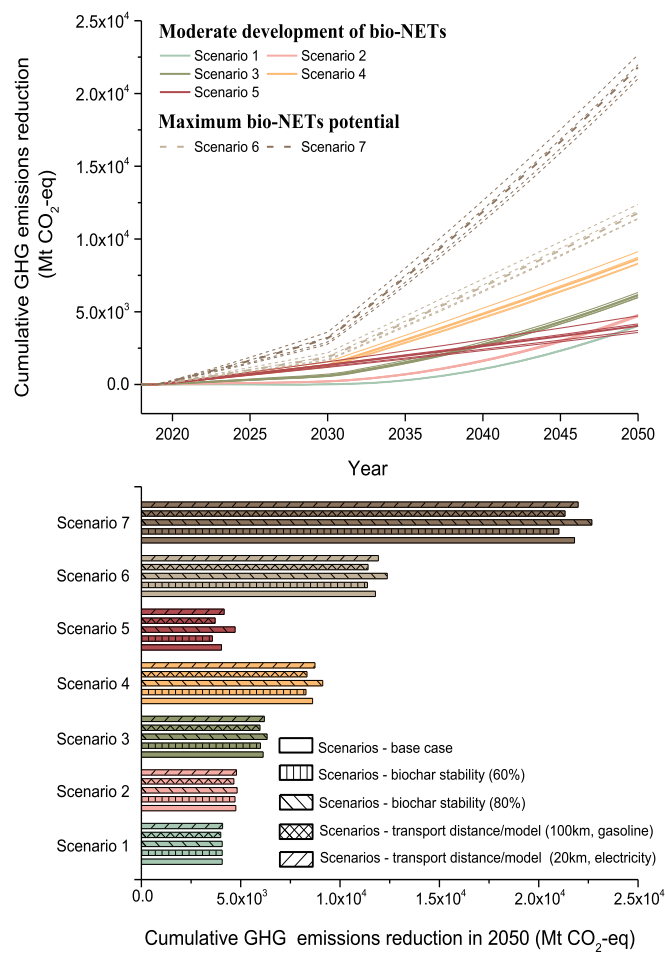 2.5x10⁴
2.0x10⁴
1.5x10⁴
1.0x10⁴
5.0x10³
0.0
Cumulative GHG emissions reduction
(Mt CO₂-eq)
Moderate development of bio-NETs
Scenario 1 Scenario 2
Scenario 3 Scenario 4
Scenario 5
Maximum bio-NETs potential
Scenario 6 Scenario 7
2020 2025 2030 2035 2040 2045 2050
Year
Scenario 7
Scenario 6
Scenario 5
Scenario 4
Scenario 3
Scenario 2
Scenario 1
Scenarios - base case
Scenarios - biochar stability (60%)
Scenarios - biochar stability (80%)
Scenarios - transport distance/model (100km, gasoline)
Scenarios - transport distance/model (20km, electricity)
0.0 5.0x10³ 1.0x10⁴ 1.5x10⁴ 2.0x10⁴ 2.5x10⁴
Cumulative GHG emissions reduction in 2050 (Mt CO₂-eq)